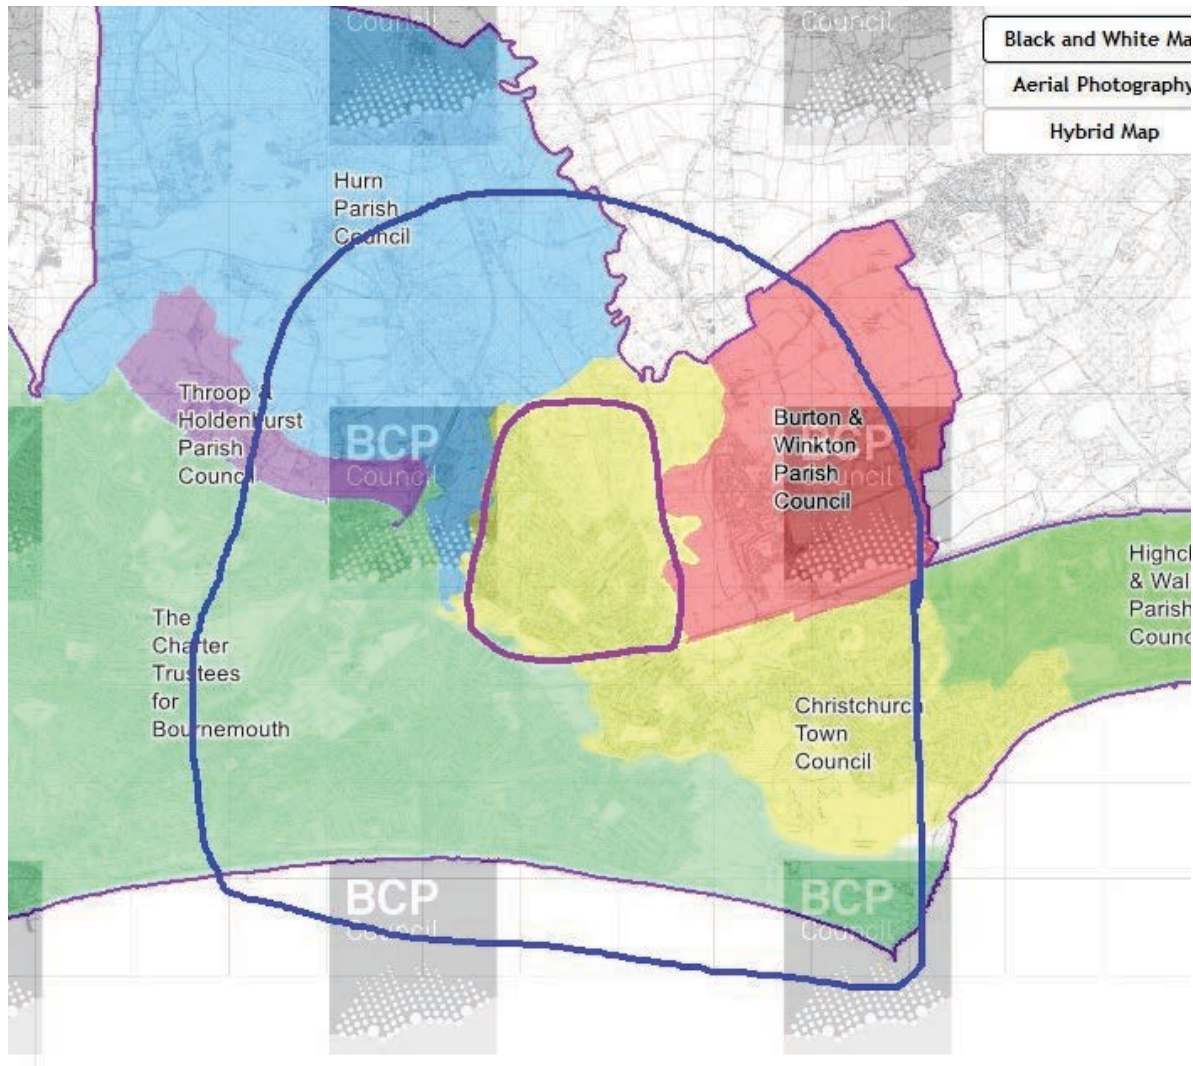 Council
Council
Black and White Ma
Aerial Photography
Hybrid Map
Hurn
Parish
Council
Throop &
Holdenhurst
Parish
Council
BCP
Council
Burton &
Winkton
Parish
Council
BCP
Council
Highcl
& Wal
Parish
Counc
The
Charter
Trustees
for
Bournemouth
Christchurch
Town
Council
BCP
Council
BCP
Council